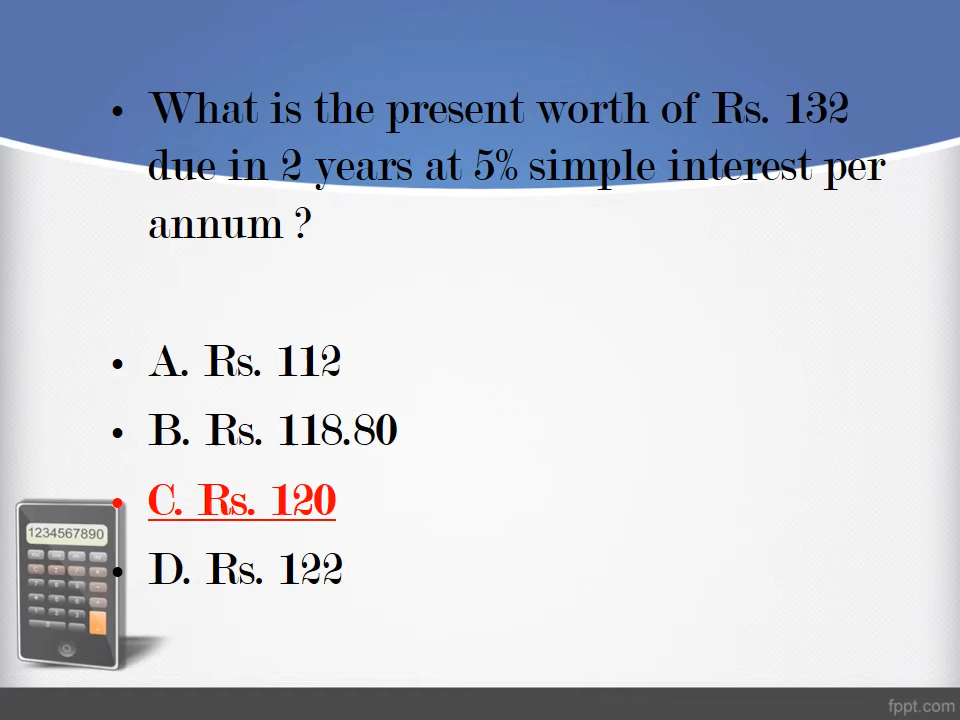 • What is the present worth of Rs. 132
due in 2 years at 5% simple interest per
annum ?
• A. Rs. 112
• B. Rs. 118.80
• C. Rs. 120
• D. Rs. 122
1234567890
fppt.com